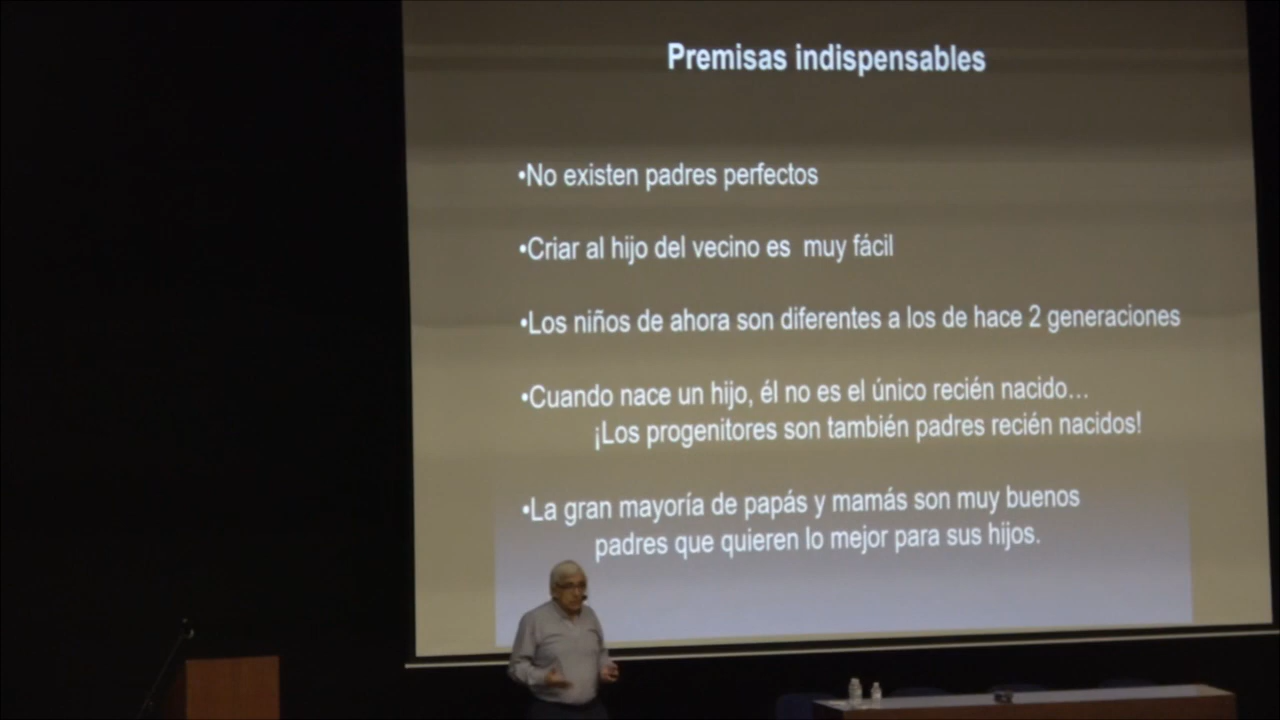 Premisas indispensables
•No existen padres perfectos
•Criar al hijo del vecino es muy fácil
•Los niños de ahora son diferentes a los de hace 2 generaciones
•Cuando nace un hijo, él no es el único recién nacido…
¡Los progenitores son también padres recién nacidos!
•La gran mayoría de papás y mamás son muy buenos
padres que quieren lo mejor para sus hijos.